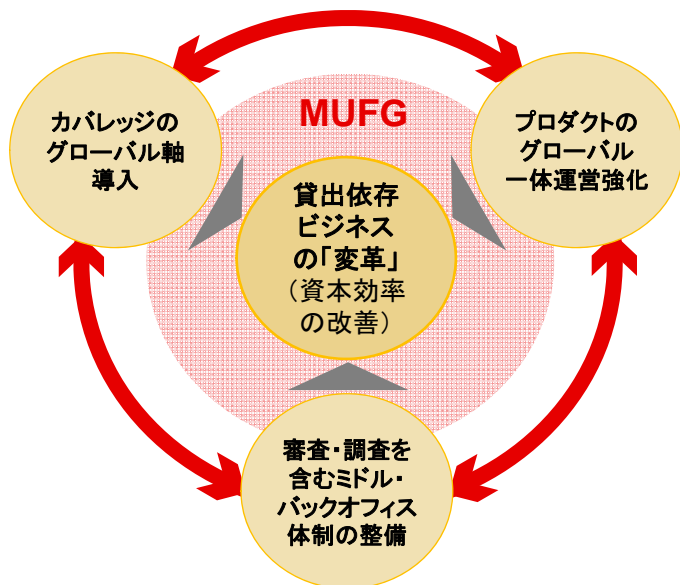 MUFG
カバレッジの
グローバル軸
導入
プロダクトの
グローバル
一体運営強化
貸出依存
ビジネス
の「変革」
（資本効率
の改善）
審査・調査を
含むミドル・
バックオフィス
体制の整備